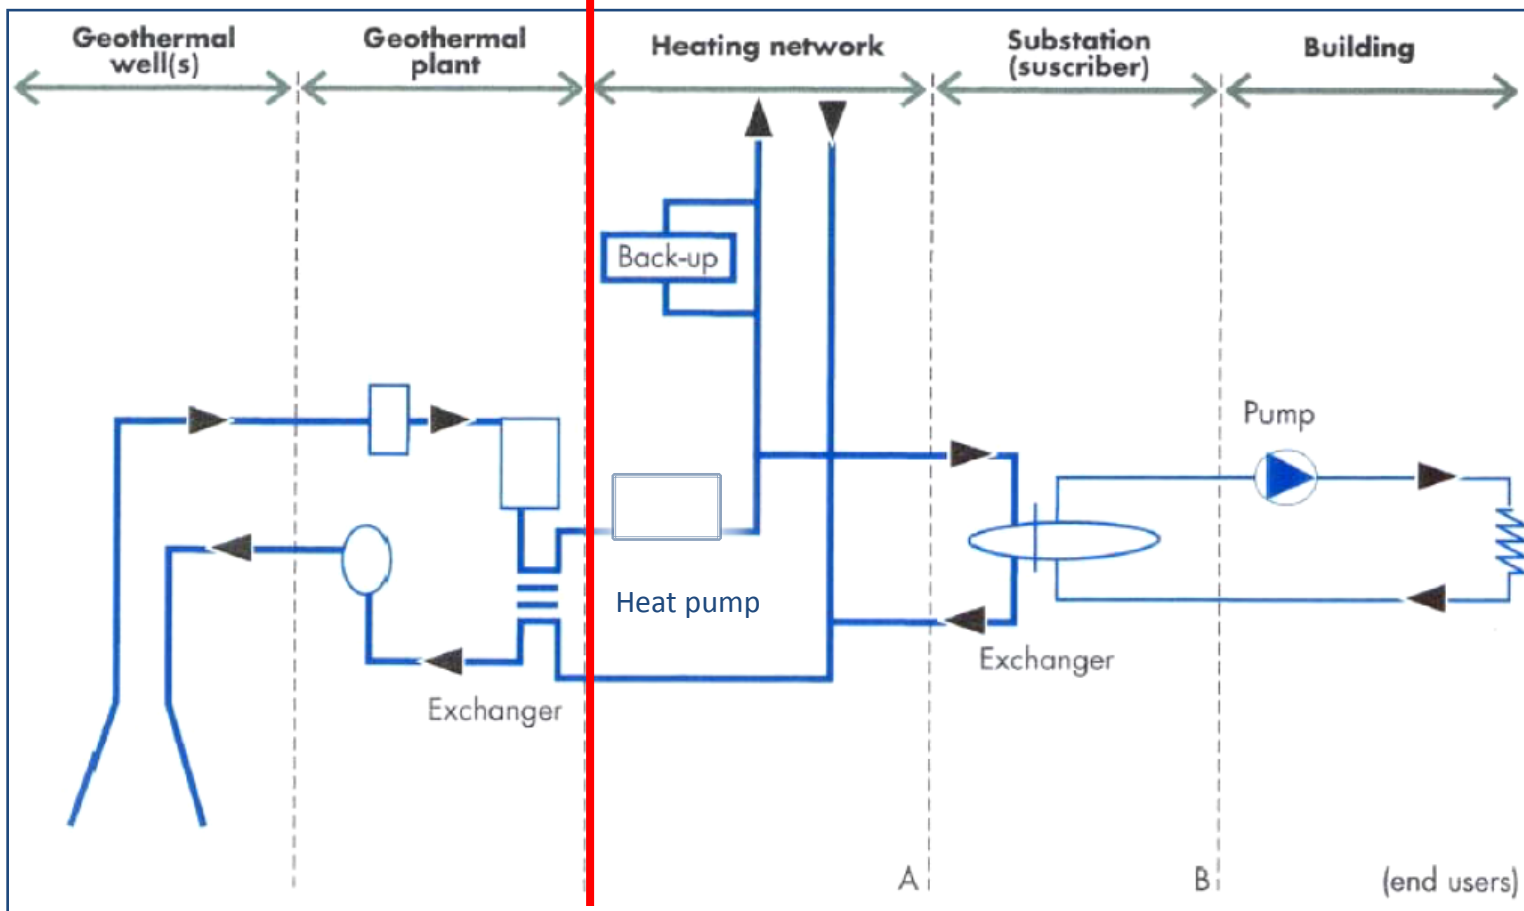 Geothermal
well(s)
Geothermal
plant
Heating network
Substation
(suscriber)
Building
Back-up
Pump
Heat pump
Exchanger
Exchanger
A
B
(end users)